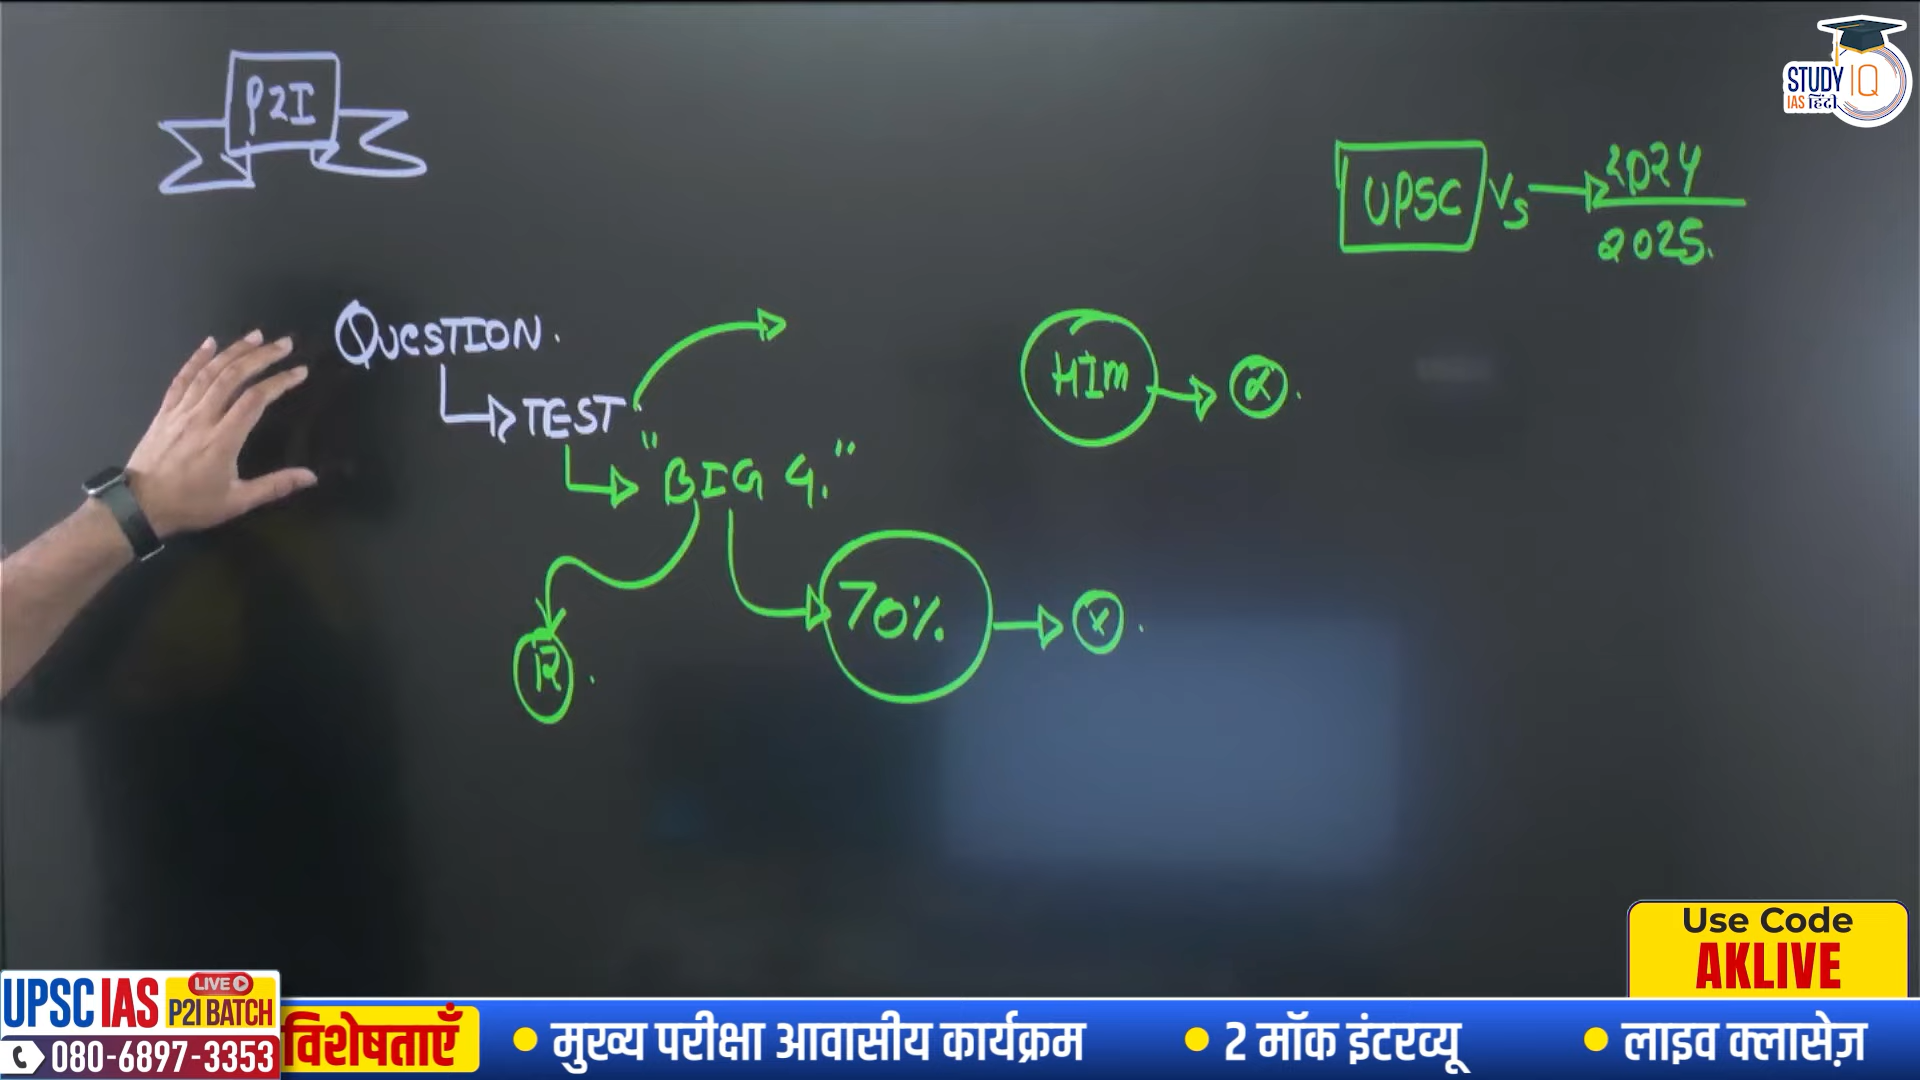 P2I
STUDY IQ
IAS हिंदी
UPSC Vs 2024
2025.
QUESTION.
TEST
"BIG 4."
HIM
70%.
12.
Use Code
AKLIVE
UPSC IAS LIVE
P2I BATCH
080-6897-3353
विशेषताएँ
• मुख्य परीक्षा आवासीय कार्यक्रम • 2 मॉक इंटरव्यू • लाइव क्लासेज़